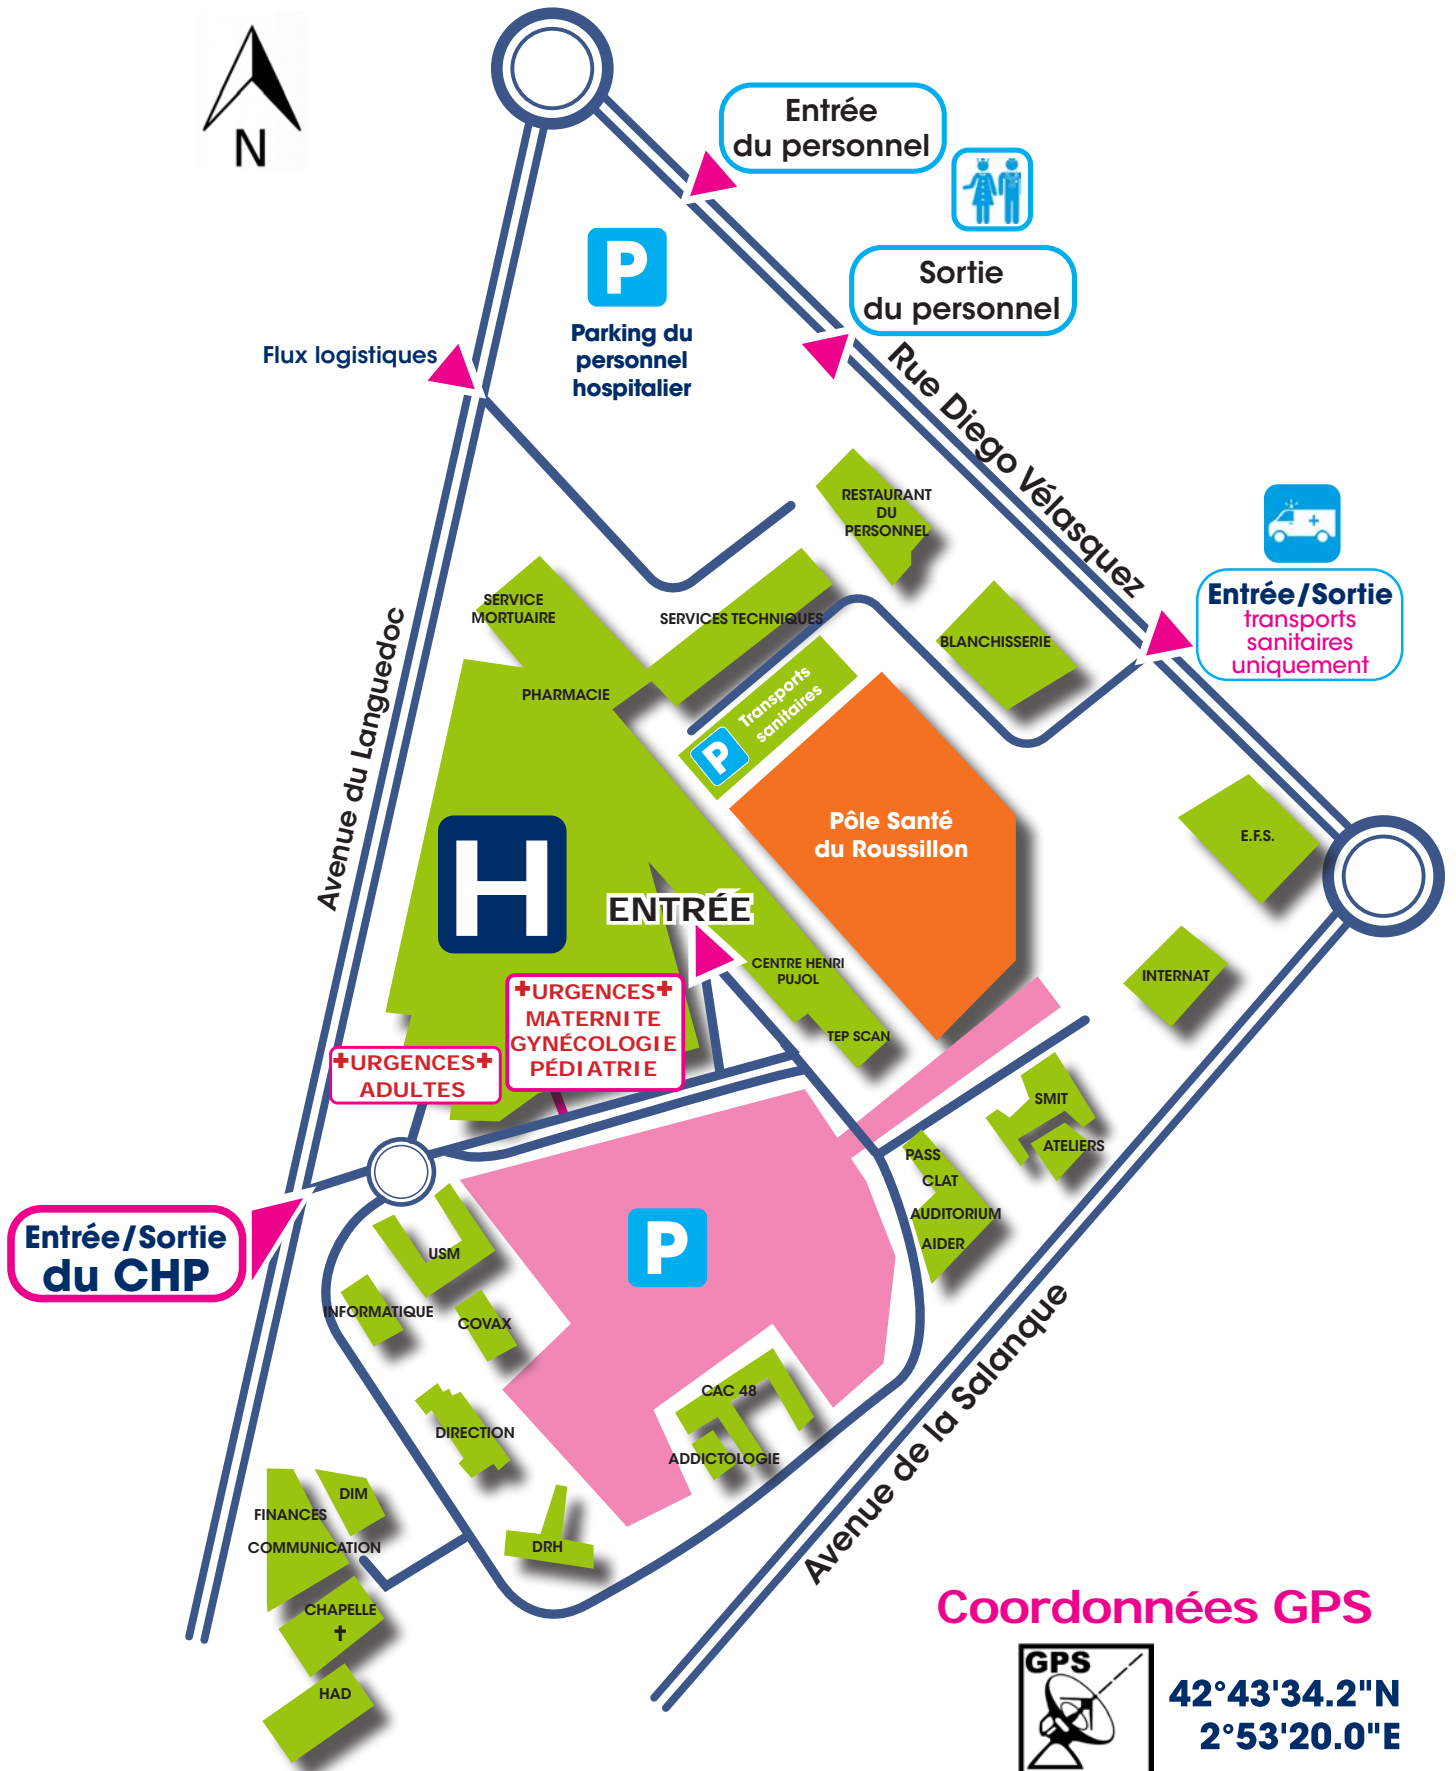 N
Entrée
du personnel
Sortie
du personnel
P
Parking du
personnel
hospitalier
Flux logistiques
Rue Diego Vélasquez
RESTAURANT
DU
PERSONNEL
Entrée/Sortie
transports
sanitaires
uniquement
SERVICE
MORTUAIRE
SERVICES TECHNIQUES
BLANCHISSERIE
PHARMACIE
Transports
sanitaires
P
Avenue du Languedoc
Pôle Santé
du Roussillon
E.F.S.
H
ENTRÉE
CENTRE HENRI
PUJOL
INTERNAT
TEP SCAN
+URGENCES+
MATERNITE
GYNÉCOLOGIE
PÉDIATRIE
+URGENCES+
ADULTES
SMIT
ATELIERS
PASS
CLAT
AUDITORIUM
AIDER
Entrée/Sortie
du CHP
P
USM
INFORMATIQUE
COVAX
CAC 48
DIRECTION
ADDICTOLOGIE
Avenue de la Salanque
DIM
FINANCES
COMMUNICATION
DRH
CHAPELLE
HAD
Coordonnées GPS
GPS
42°43'34.2"N
2°53'20.0"E